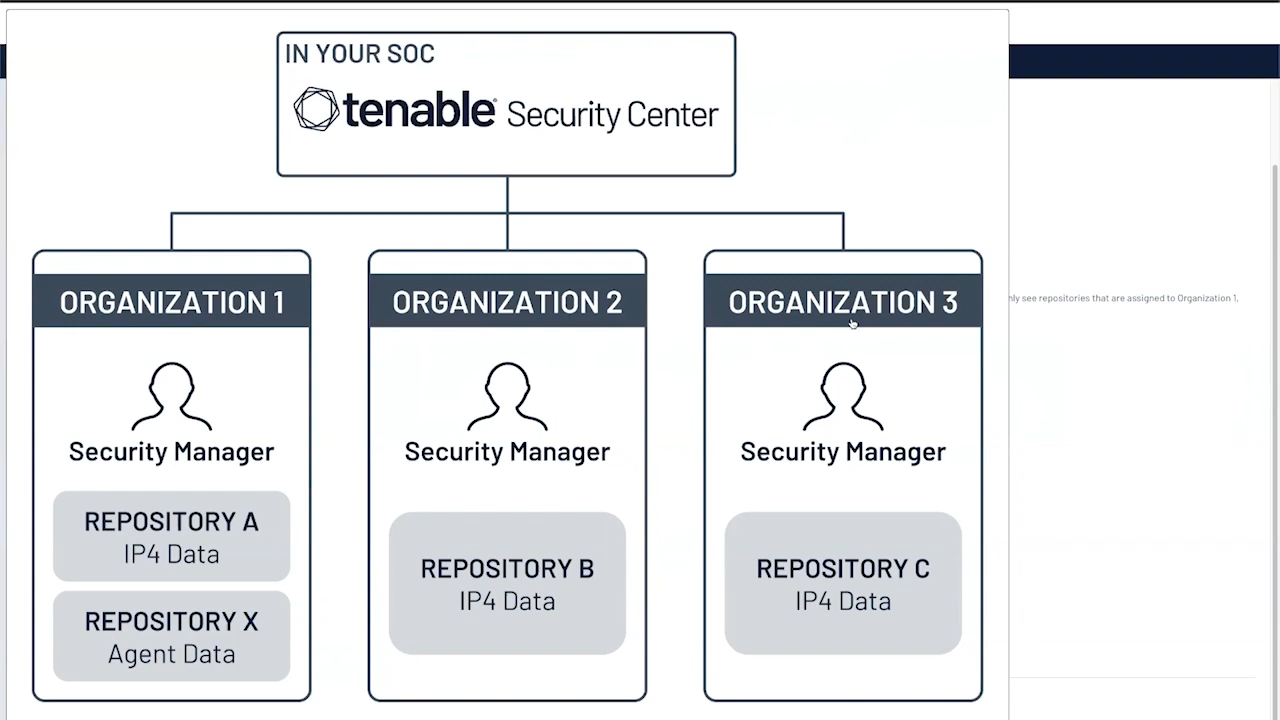 IN YOUR SOC
tenable Security Center
ORGANIZATION 1
Security Manager
REPOSITORY A
IP4 Data
REPOSITORY X
Agent Data
ORGANIZATION 2
Security Manager
REPOSITORY B
IP4 Data
ORGANIZATION 3
Security Manager
REPOSITORY C
IP4 Data
see repositories that are assigned to Organization 1,